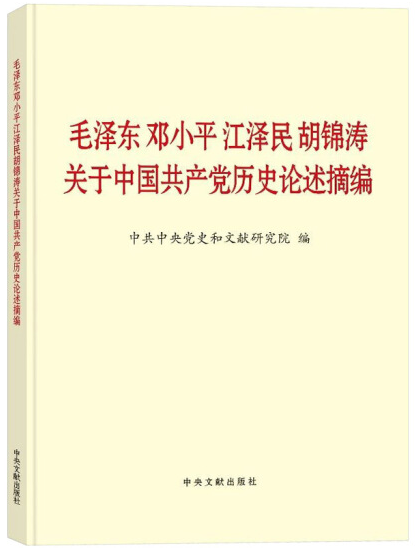 毛泽东 邓小平 江泽民 胡锦涛
关于中国共产党历史论述摘编
中共中央党史和文献研究院 编
中央文献出版社
毛泽东邓小平江泽民胡锦涛关于中国共产党历史论述摘编
中央文献出版社